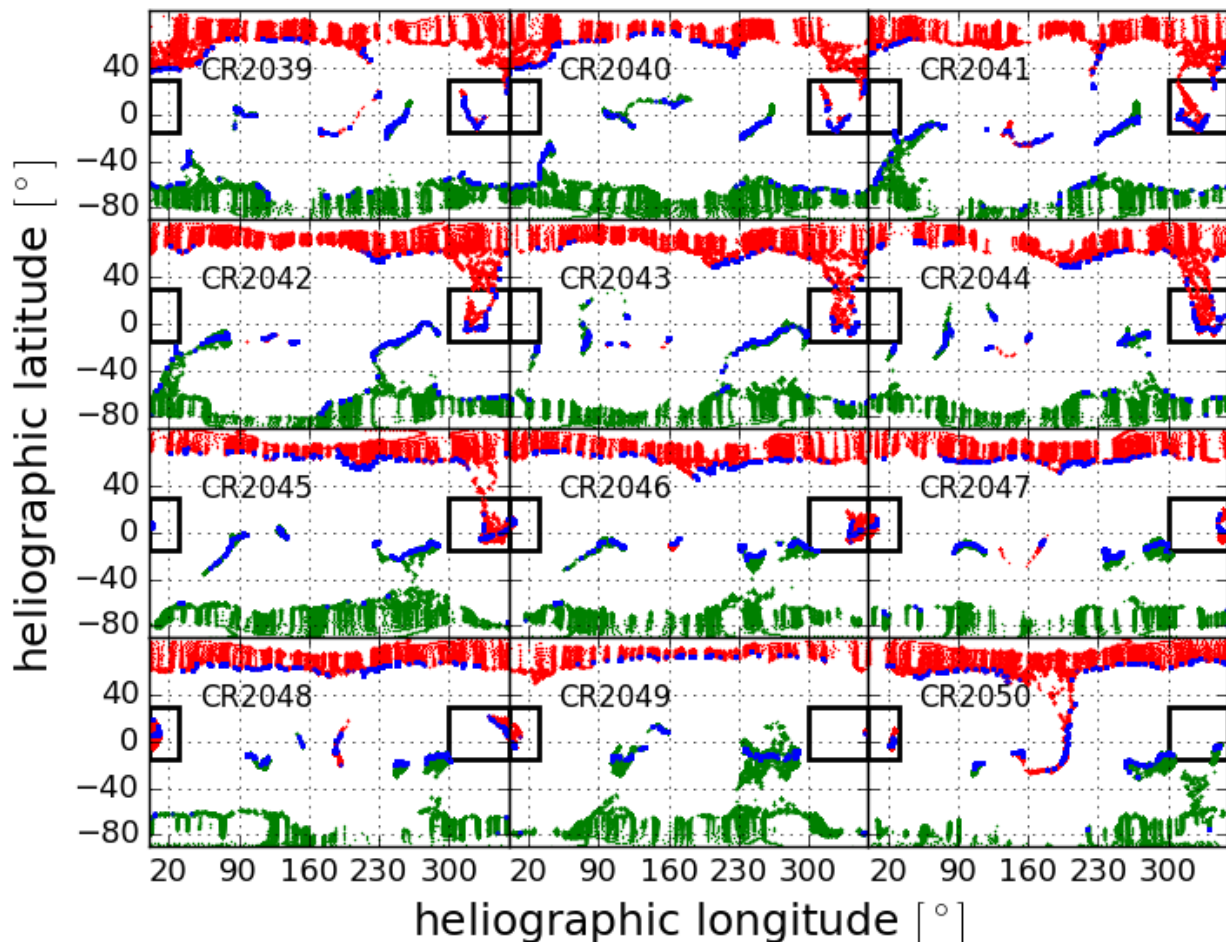 40
0
−40
−80
CR2039
CR2040
CR2041
40
0
−40
−80
CR2042
CR2043
CR2044
40
0
−40
−80
CR2045
CR2046
CR2047
40
0
−40
−80
CR2048
CR2049
CR2050
20 90 160 230 300 20 90 160 230 300 20 90 160 230 300
heliographic longitude [°]
heliographic latitude [°]